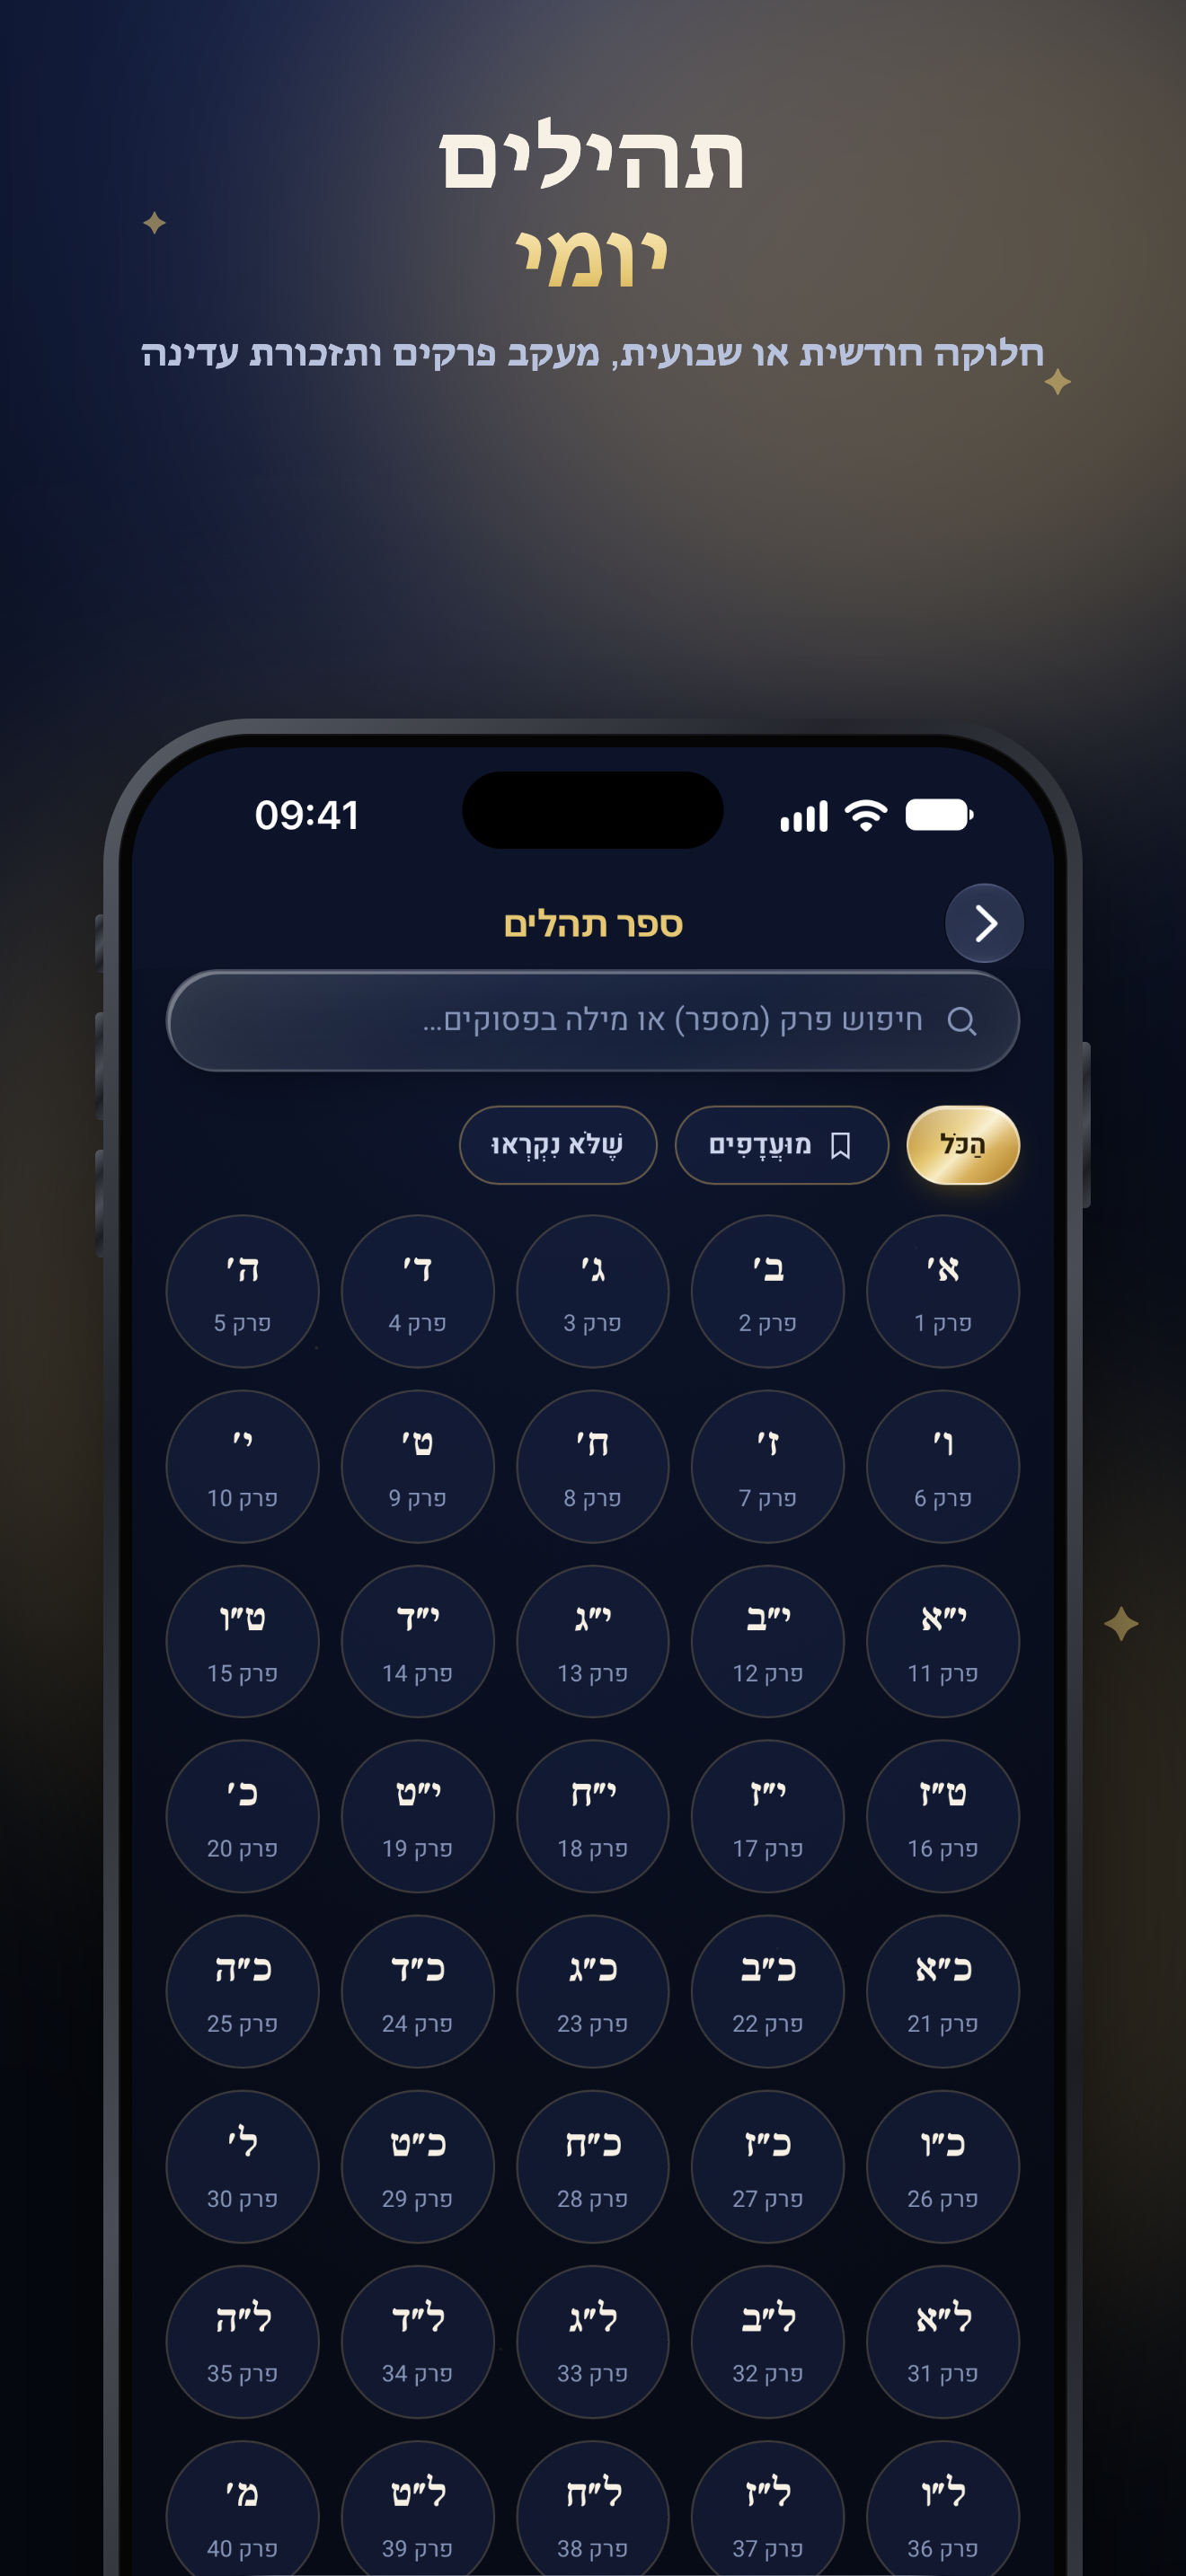 תהילים
יומי
חלוקה חודשית או שבועית, מעקב פרקים ותזכורת עדינה
09:41
ספר תהלים
חיפוש פרק (מספר) או מילה בפסוקים...
הַכֹּל מוּעֲדָפִים שֶׁלֹּא נִקְרְאוּ
א׳ ב׳ ג׳ ד׳ ה׳
פרק 1 פרק 2 פרק 3 פרק 4 פרק 5
ו׳ ז׳ ח׳ ט׳ י׳
פרק 6 פרק 7 פרק 8 פרק 9 פרק 10
י״א י״ב י״ג י״ד ט״ו
פרק 11 פרק 12 פרק 13 פרק 14 פרק 15
ט״ז י״ז י״ח י״ט כ׳
פרק 16 פרק 17 פרק 18 פרק 19 פרק 20
כ״א כ״ב כ״ג כ״ד כ״ה
פרק 21 פרק 22 פרק 23 פרק 24 פרק 25
כ״ו כ״ז כ״ח כ״ט ל׳
פרק 26 פרק 27 פרק 28 פרק 29 פרק 30
ל״א ל״ב ל״ג ל״ד ל״ה
פרק 31 פרק 32 פרק 33 פרק 34 פרק 35
ל״ו ל״ז ל״ח ל״ט מ׳
פרק 36 פרק 37 פרק 38 פרק 39 פרק 40